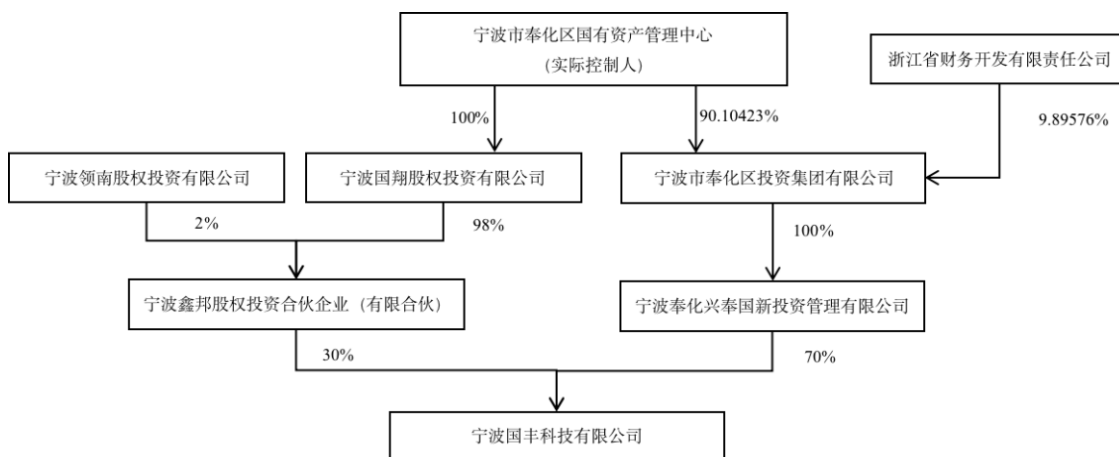 宁波市奉化区国有资产管理中心
（实际控制人）
浙江省财务开发有限责任公司
100%
90.10423%
9.89576%
宁波领南股权投资有限公司
宁波国翔股权投资有限公司
宁波市奉化区投资集团有限公司
2%
98%
100%
宁波鑫邦股权投资合伙企业（有限合伙）
宁波奉化兴奉国新投资管理有限公司
30%
70%
宁波国丰科技有限公司